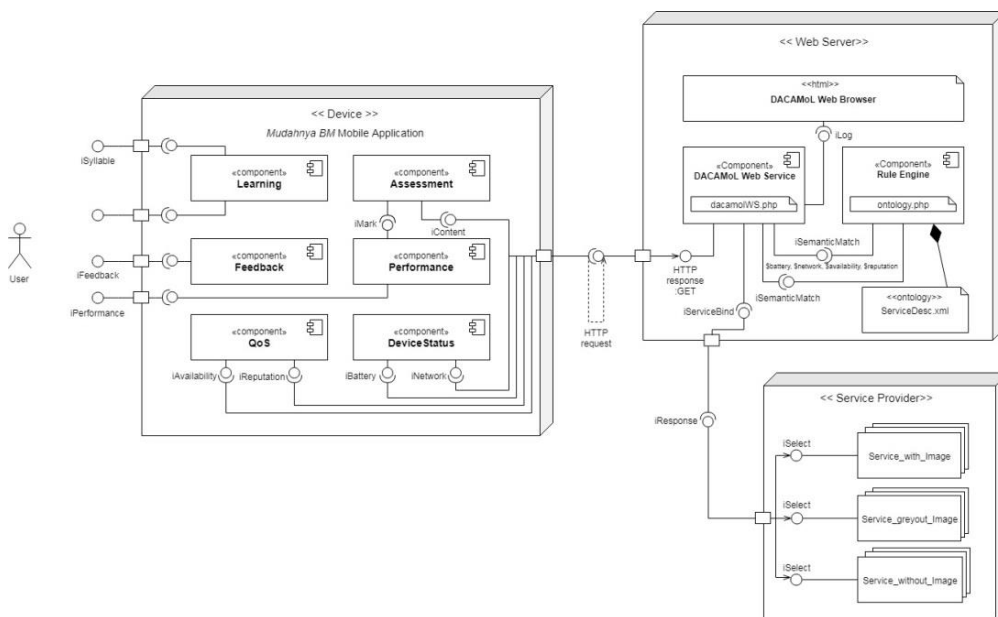 << Web Server>>
<<html>>
DACAMoL Web Browser
iLog
«Component»
DACAMoL Web Service
dacamolWS.php
«Component»
Rule Engine
ontology.php
iSemanticMatch
$battery, $network, $availability, $reputation
iSemanticMatch
HTTP
response
:GET
iServiceBind
<<ontology>>
ServiceDesc.xml
<< Device >>
Mudahnya BM Mobile Application
iSyllable
«component»
Learning
«component»
Assessment
iMark
iContent
User
iFeedback
«component»
Feedback
«component»
Performance
iPerformance
«component»
QoS
«component»
DeviceStatus
iAvailability
iReputation
iBattery
iNetwork
HTTP
request
iResponse
<< Service Provider>>
iSelect
Service_with_Image
iSelect
Service_greyout_Image
iSelect
Service_without_Image